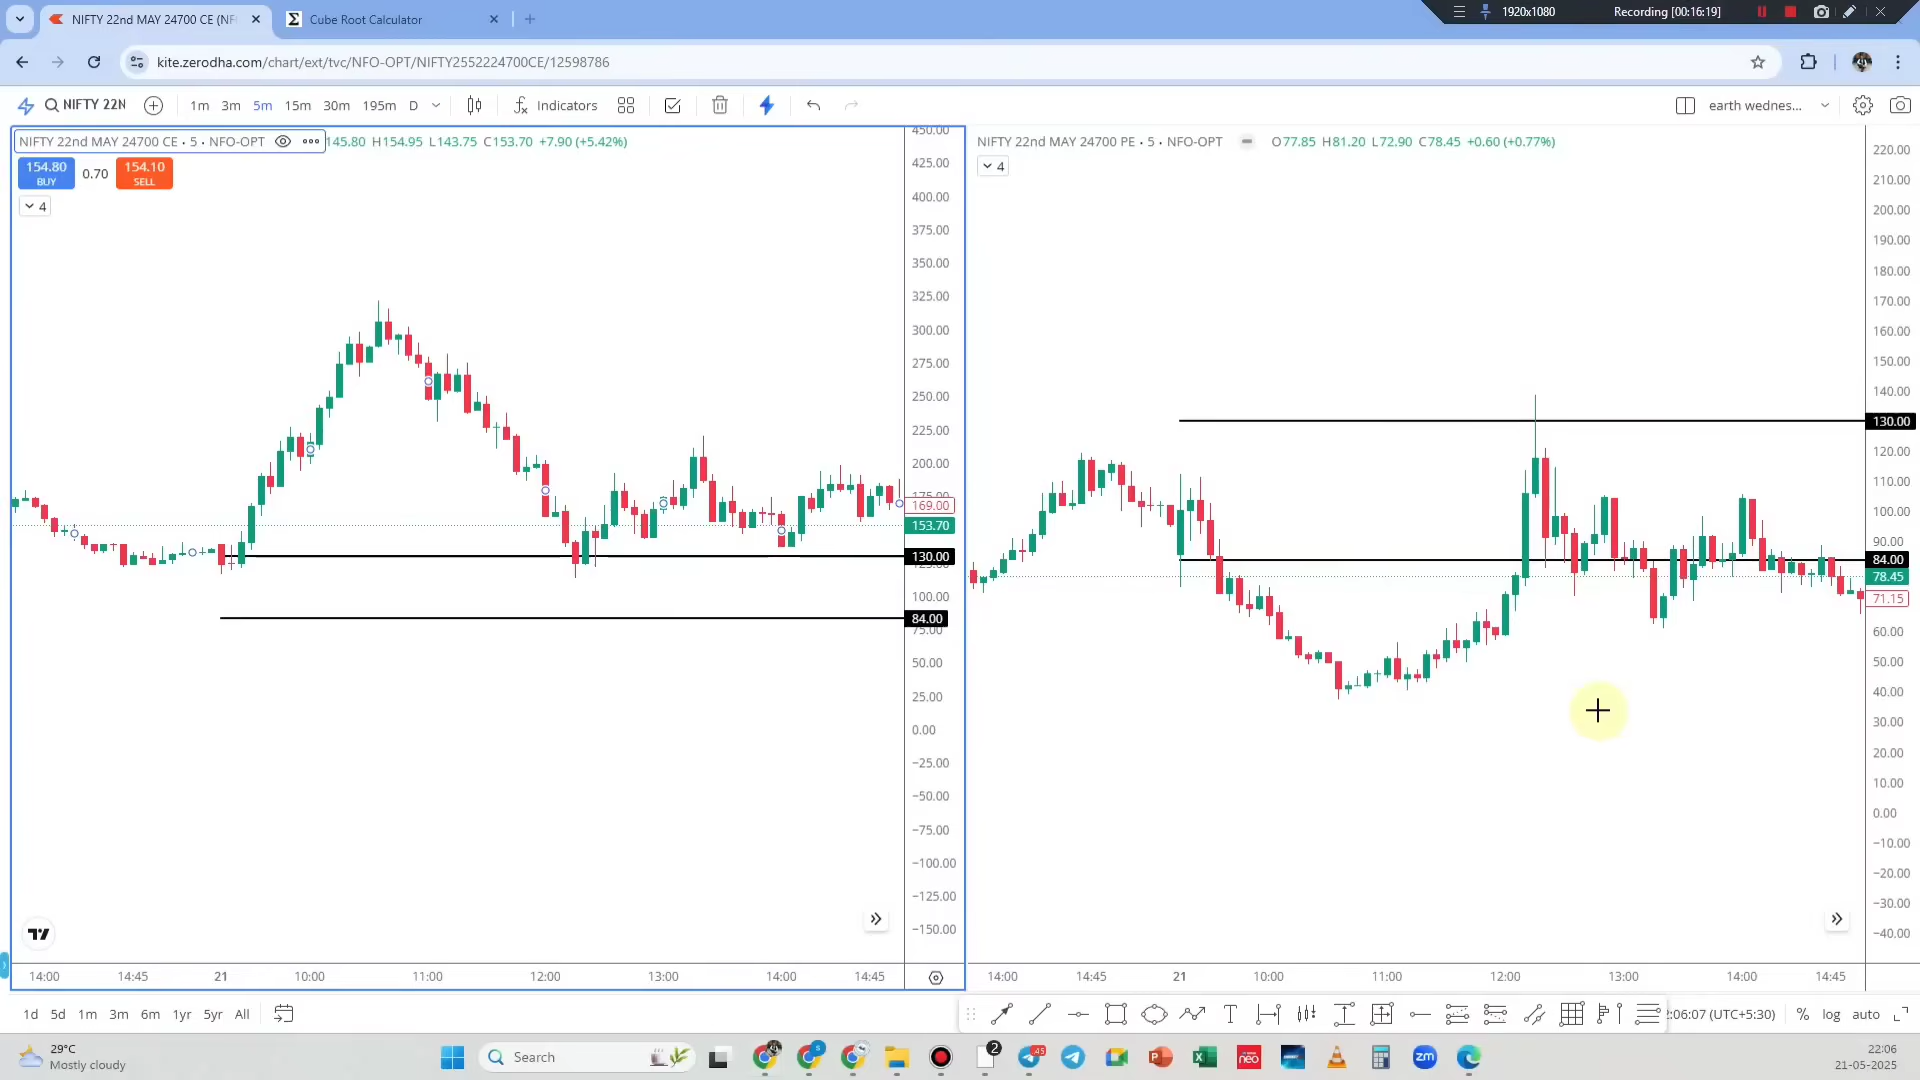 NIFTY 22nd MAY 24700 CE (NF
Cube Root Calculator
1920x1080
Recording [00:16:19]
kite.zerodha.com/chart/ext/tvc/NFO-OPT/NIFTY2552224700CE/12598786
NIFTY 22N
1m 3m 5m 15m 30m 195m D
Indicators
earth wednes...
NIFTY 22nd MAY 24700 CE • 5 • NFO-OPT
145.80 H154.95 L143.75 C153.70 +7.90 (+5.42%)
154.80
BUY
0.70
154.10
SELL
4
450.00
425.00
400.00
375.00
350.00
325.00
300.00
275.00
250.00
225.00
200.00
169.00
153.70
130.00
100.00
84.00
75.00
50.00
25.00
0.00
−25.00
−50.00
−75.00
−100.00
−125.00
−150.00
14:00 14:45 21 10:00 11:00 12:00 13:00 14:00 14:45
NIFTY 22nd MAY 24700 PE • 5 • NFO-OPT
O77.85 H81.20 L72.90 C78.45 +0.60 (+0.77%)
4
220.00
210.00
200.00
190.00
180.00
170.00
160.00
150.00
140.00
130.00
120.00
110.00
100.00
90.00
84.00
78.45
71.15
60.00
50.00
40.00
30.00
20.00
10.00
0.00
−10.00
−20.00
−30.00
−40.00
14:00 14:45 21 10:00 11:00 12:00 13:00 14:00 14:45
1d 5d 1m 3m 6m 1yr 5yr All
:06:07 (UTC+5:30)
% log auto
29°C
Mostly cloudy
Search
2
45
neo
zm
22:06
21-05-2025